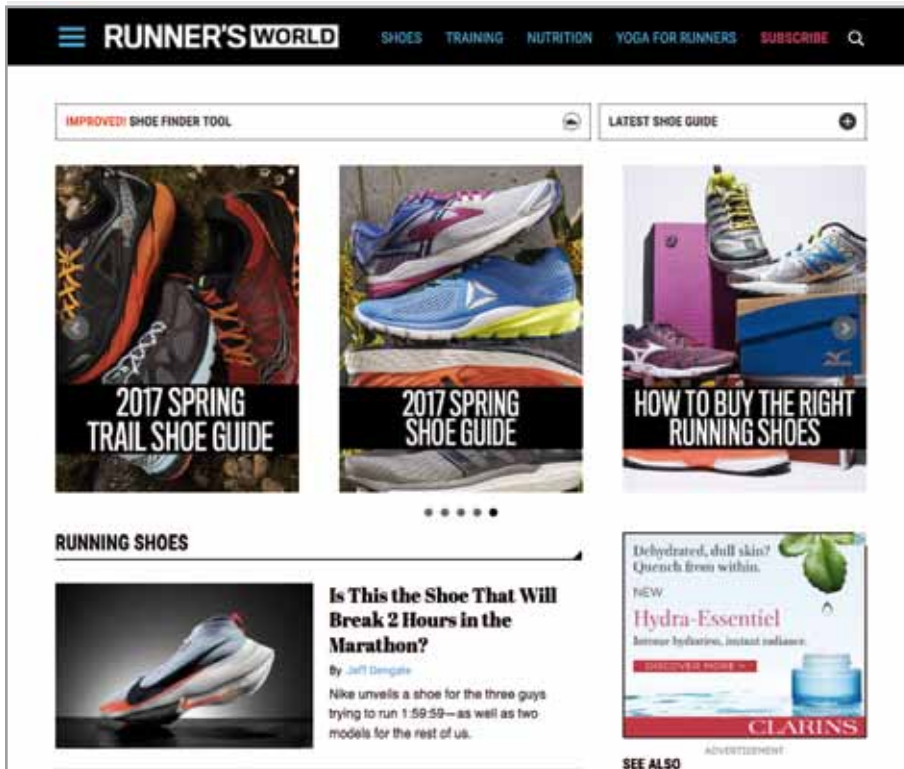 RUNNER'S WORLD
SHOES TRAINING NUTRITION YOGA FOR RUNNERS SUBSCRIBE
IMPROVED! SHOE FINDER TOOL
LATEST SHOE GUIDE
2017 SPRING
TRAIL SHOE GUIDE
2017 SPRING
SHOE GUIDE
HOW TO BUY THE RIGHT
RUNNING SHOES
MIZUNO
RUNNING SHOES
Is This the Shoe That Will
Break 2 Hours in the
Marathon?
By Jeff Dengate
Nike unveils a shoe for the three guys
trying to run 1:59:59—as well as two
models for the rest of us.
Dehydrated, dull skin?
Quench from within.
NEW
Hydra-Essentiel
Intense hydration, instant radiance.
DISCOVER MORE >
CLARINS
ADVERTISEMENT
SEE ALSO